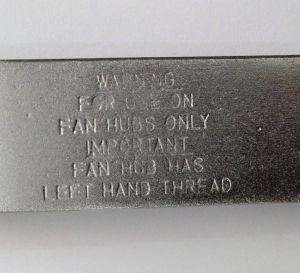 WARNING
FOR USE ON
FAN HUBS ONLY
IMPORTANT
FAN HUB HAS
LEFT HAND THREAD